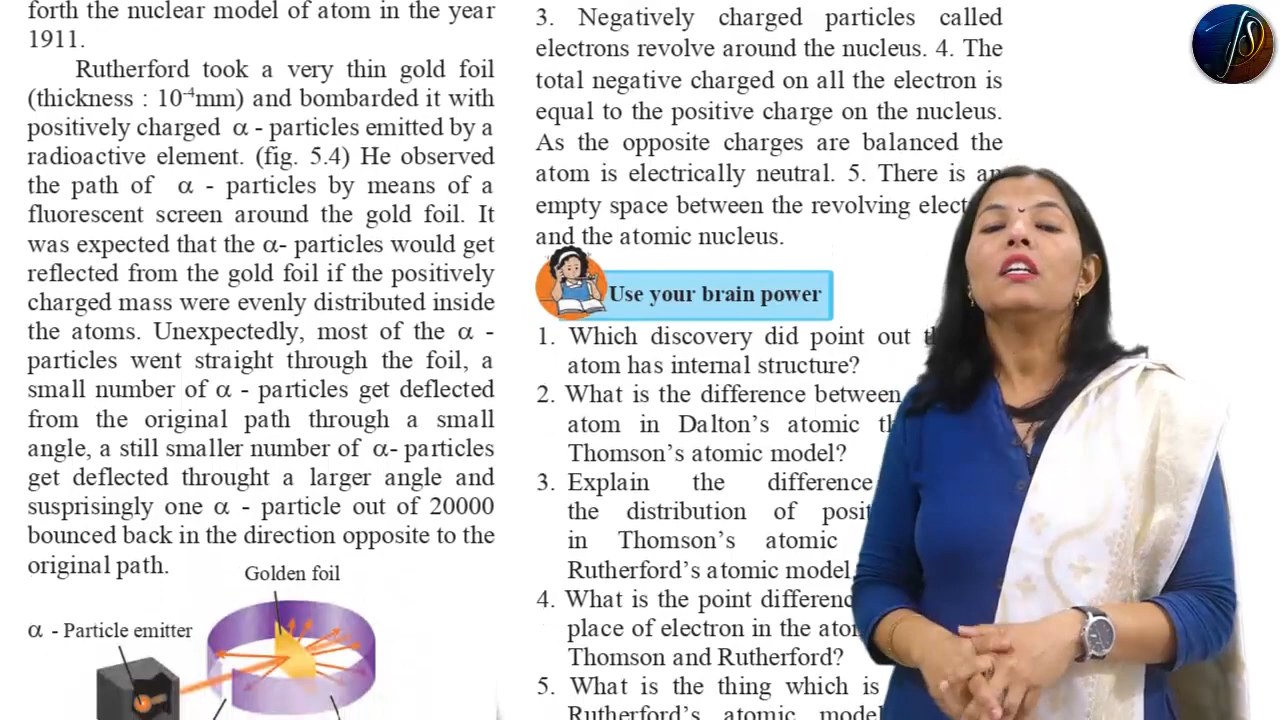 forth the nuclear model of atom in the year
1911.
Rutherford took a very thin gold foil
(thickness : 10⁻⁴mm) and bombarded it with
positively charged α - particles emitted by a
radioactive element. (fig. 5.4) He observed
the path of α - particles by means of a
fluorescent screen around the gold foil. It
was expected that the α- particles would get
reflected from the gold foil if the positively
charged mass were evenly distributed inside
the atoms. Unexpectedly, most of the α -
particles went straight through the foil, a
small number of α - particles get deflected
from the original path through a small
angle, a still smaller number of α- particles
get deflected throught a larger angle and
susprisingly one α - particle out of 20000
bounced back in the direction opposite to the
original path.
Golden foil
α - Particle emitter
3. Negatively charged particles called
electrons revolve around the nucleus. 4. The
total negative charged on all the electron is
equal to the positive charge on the nucleus.
As the opposite charges are balanced the
atom is electrically neutral. 5. There is an
empty space between the revolving
and the atomic nucleus.
Use your brain power
1. Which discovery did point out
atom has internal structure?
2. What is the difference between
atom in Dalton's atomic
Thomson's atomic model?
3. Explain the difference
the distribution of
in Thomson's atomic
Rutherford's atomic model
4. What is the point
place of electron in the
Thomson and Rutherford?
5. What is the thing which is
Rutherford's atomic